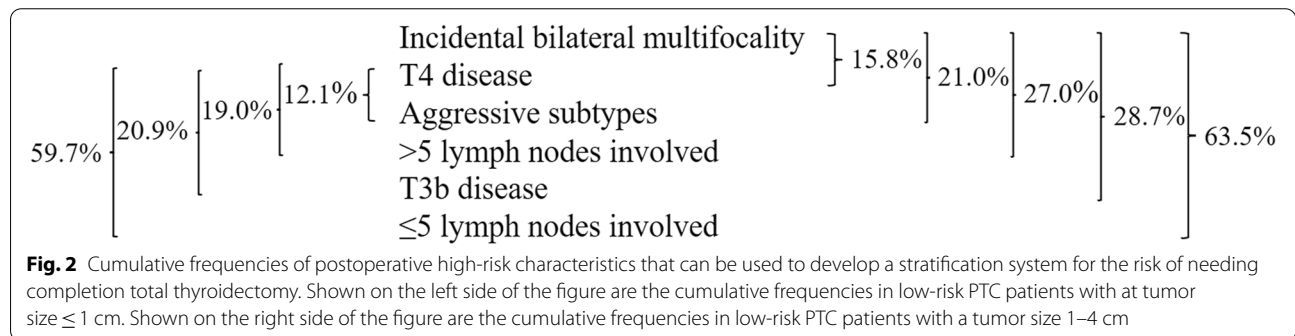 Incidental bilateral multifocality
T4 disease
Aggressive subtypes
>5 lymph nodes involved
T3b disease
≤5 lymph nodes involved
59.7%
20.9%
19.0%
12.1%
15.8%
21.0%
27.0%
28.7%
63.5%
Fig. 2 Cumulative frequencies of postoperative high-risk characteristics that can be used to develop a stratification system for the risk of needing
completion total thyroidectomy. Shown on the left side of the figure are the cumulative frequencies in low-risk PTC patients with at tumor
size ≤ 1 cm. Shown on the right side of the figure are the cumulative frequencies in low-risk PTC patients with a tumor size 1–4 cm